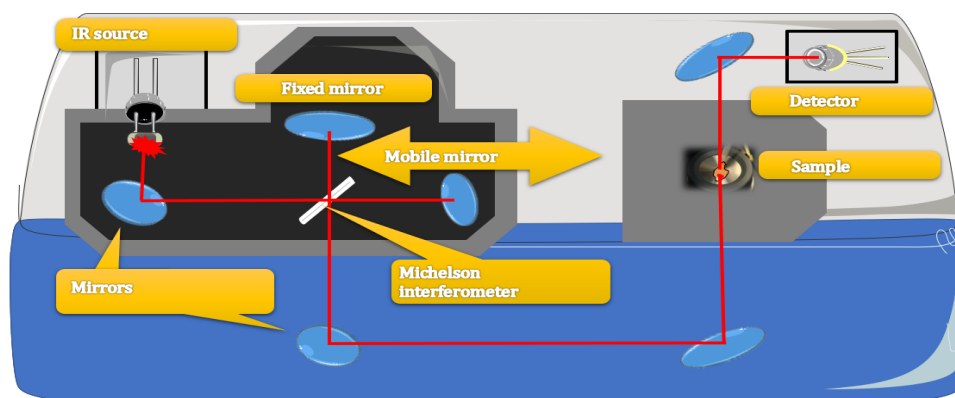 IR source
Fixed mirror
Detector
Mobile mirror
Sample
Mirrors
Michelson
interferometer